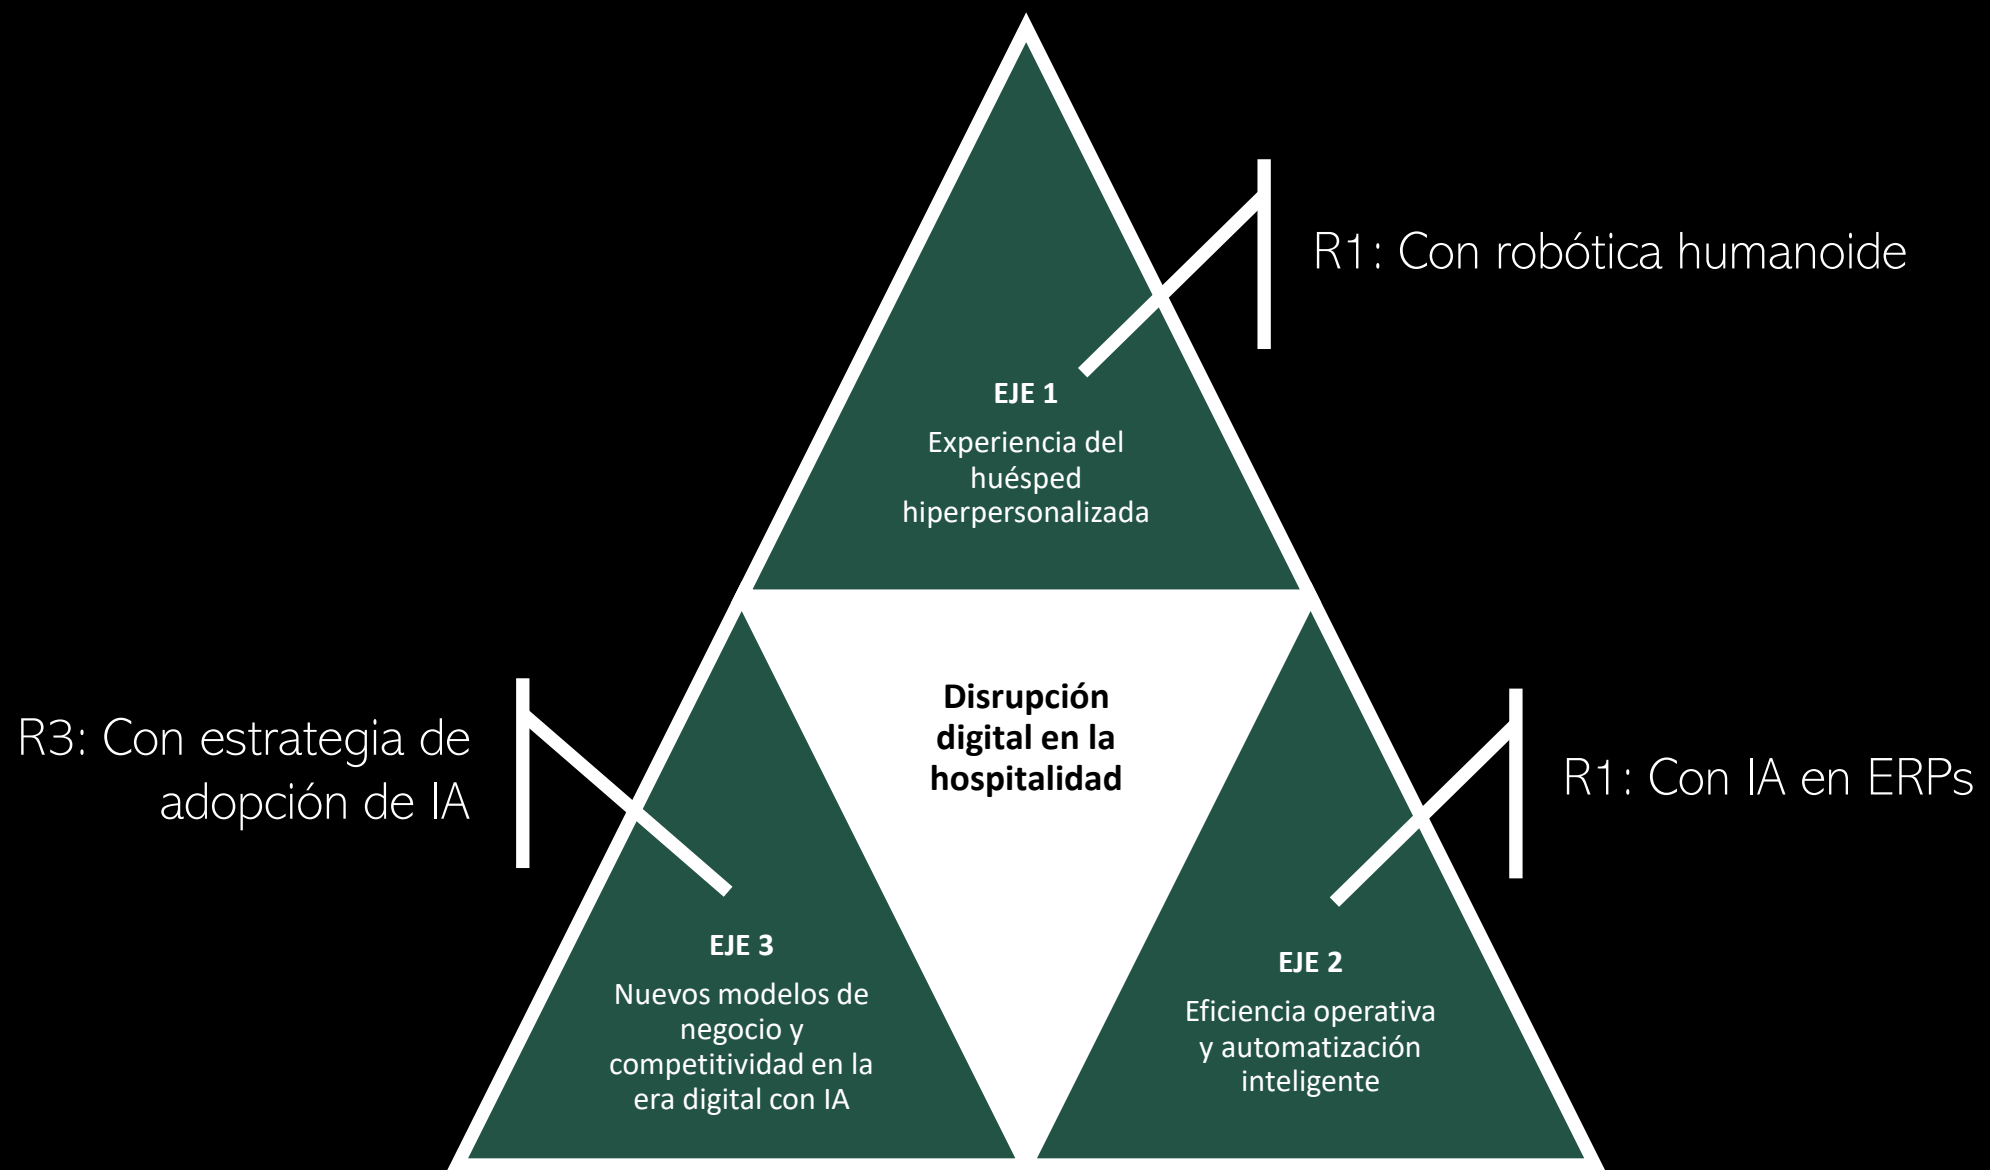 R1: Con robótica humanoide
EJE 1
Experiencia del
huésped
hiperpersonalizada
Disrupción
digital en la
hospitalidad
R3: Con estrategia de
adopción de IA
R1: Con IA en ERPs
EJE 3
Nuevos modelos de
negocio y
competitividad en la
era digital con IA
EJE 2
Eficiencia operativa
y automatización
inteligente